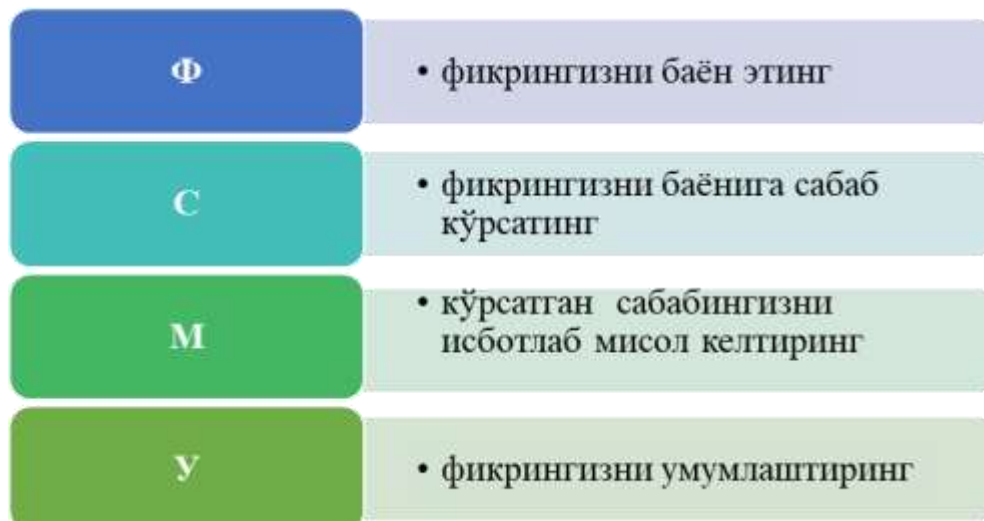 Ф
• фикрингизни баён этинг
С
• фикрингизни баёнига сабаб
кўрсатинг
М
• кўрсатган сабабингизни
исботлаб мисол келтиринг
У
• фикрингизни умумлаштиринг